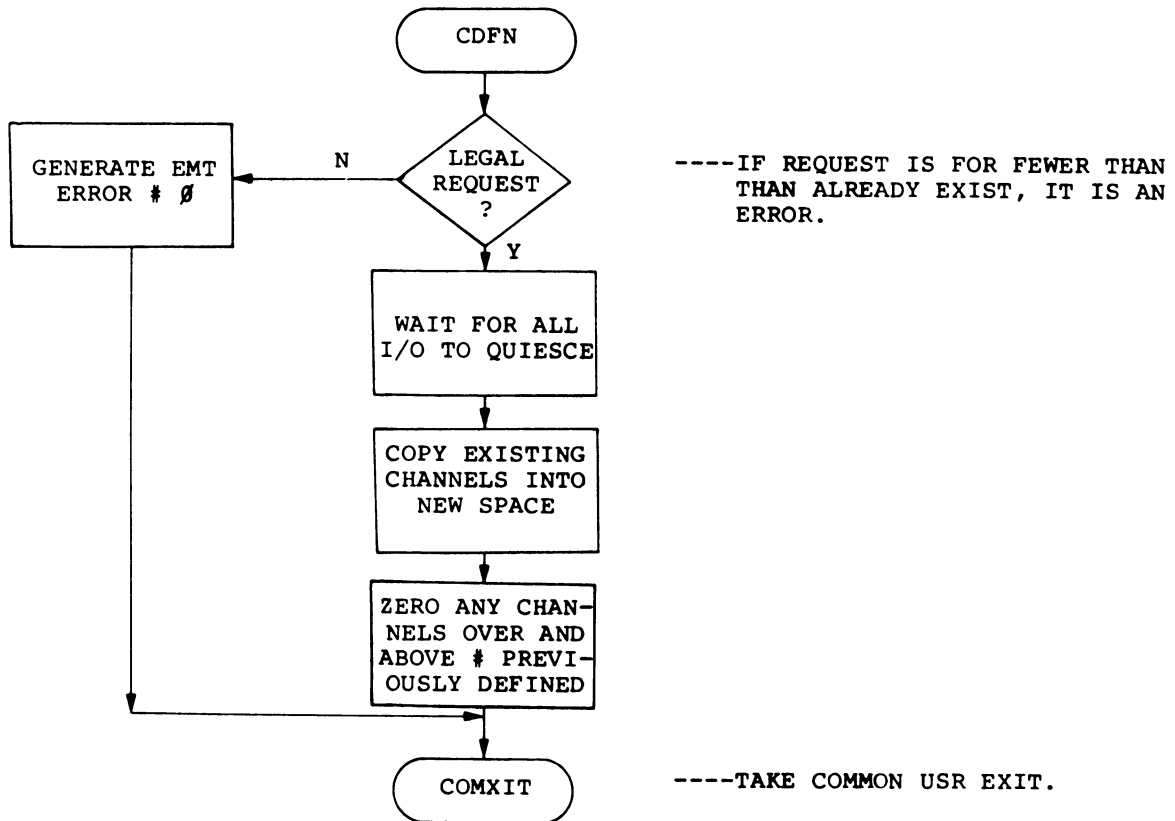 CDFN
LEGAL
REQUEST
?
----IF REQUEST IS FOR FEWER THAN
THAN ALREADY EXIST, IT IS AN
ERROR.
N
GENERATE EMT
ERROR # Ø
Y
WAIT FOR ALL
I/O TO QUIESCE
COPY EXISTING
CHANNELS INTO
NEW SPACE
ZERO ANY CHAN-
NELS OVER AND
ABOVE # PREVI-
OUSLY DEFINED
COMXIT
----TAKE COMMON USR EXIT.